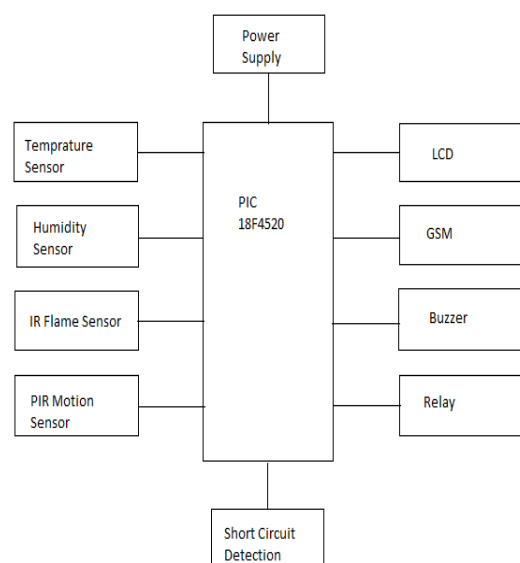 Power
Supply
Temprature
Sensor
LCD
PIC
18F4520
Humidity
Sensor
GSM
IR Flame Sensor
Buzzer
PIR Motion
Sensor
Relay
Short Circuit
Detection